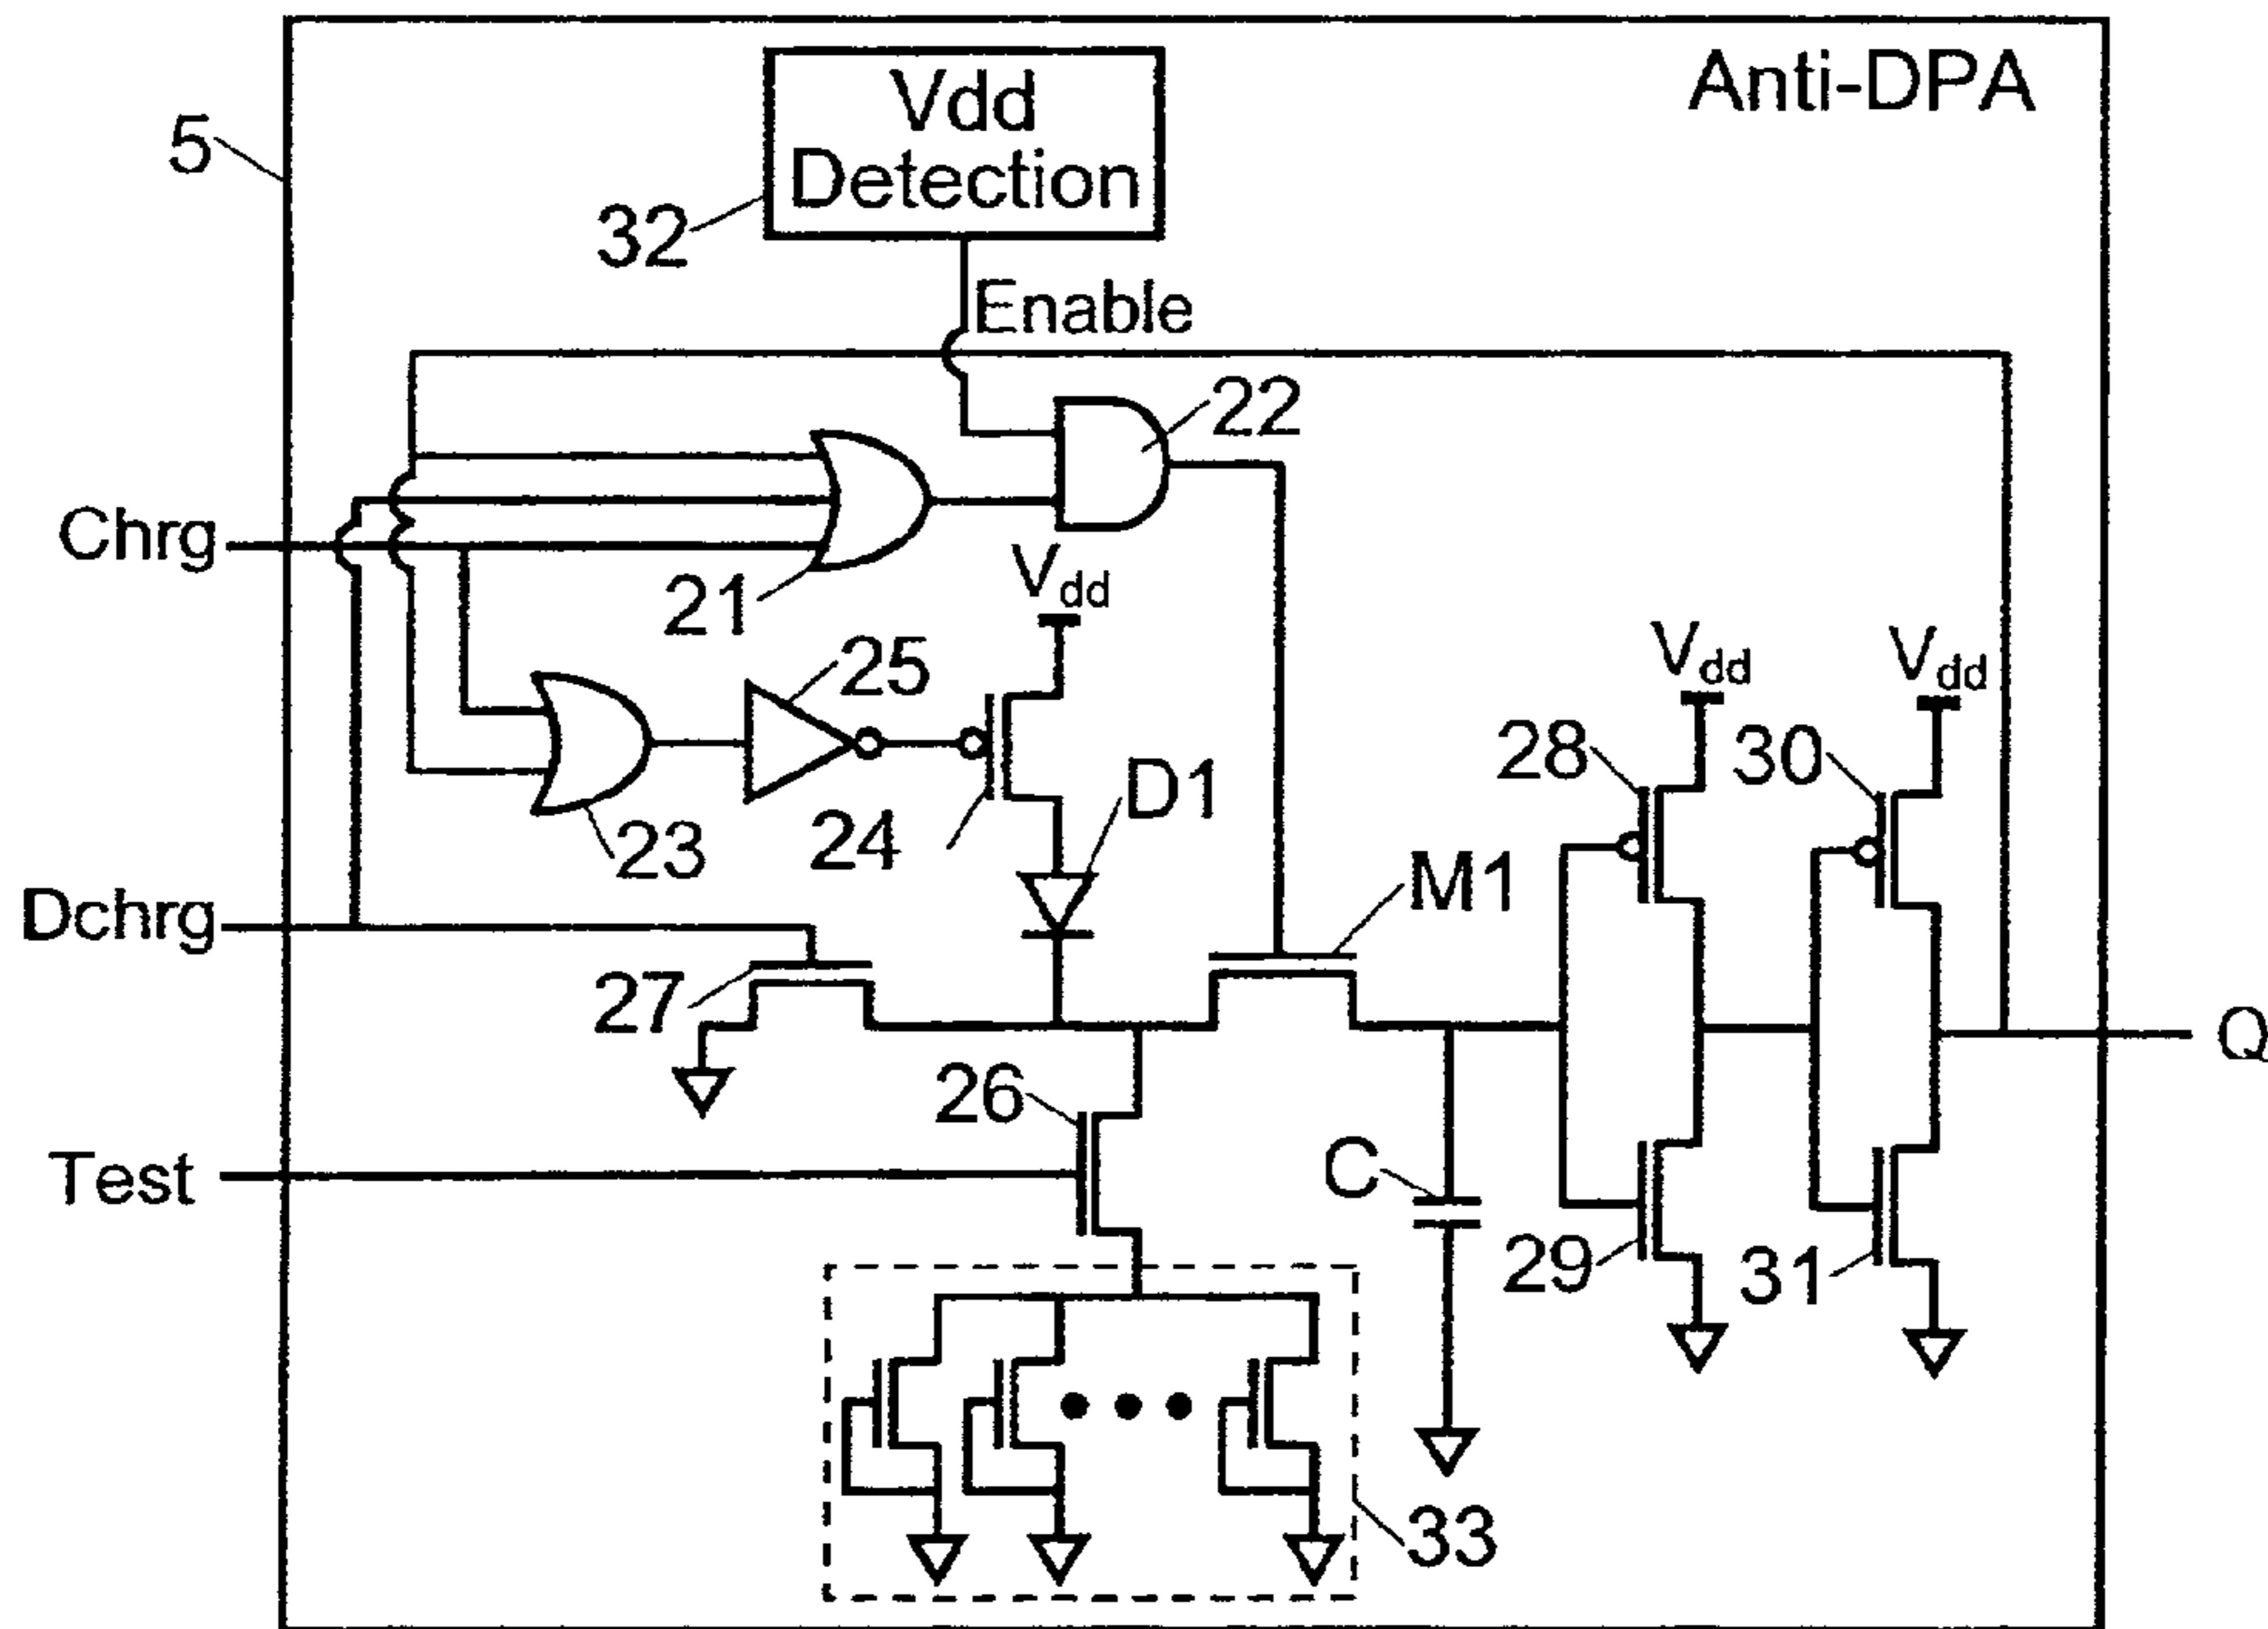 Anti-DPA
Vdd
Detection
5
32
Enable
22
Chrg
21
Vdd
25
Vdd
Vdd
28
30
D1
24
23
M1
Dchrg
27
Q
26
Test
C
29
31
33